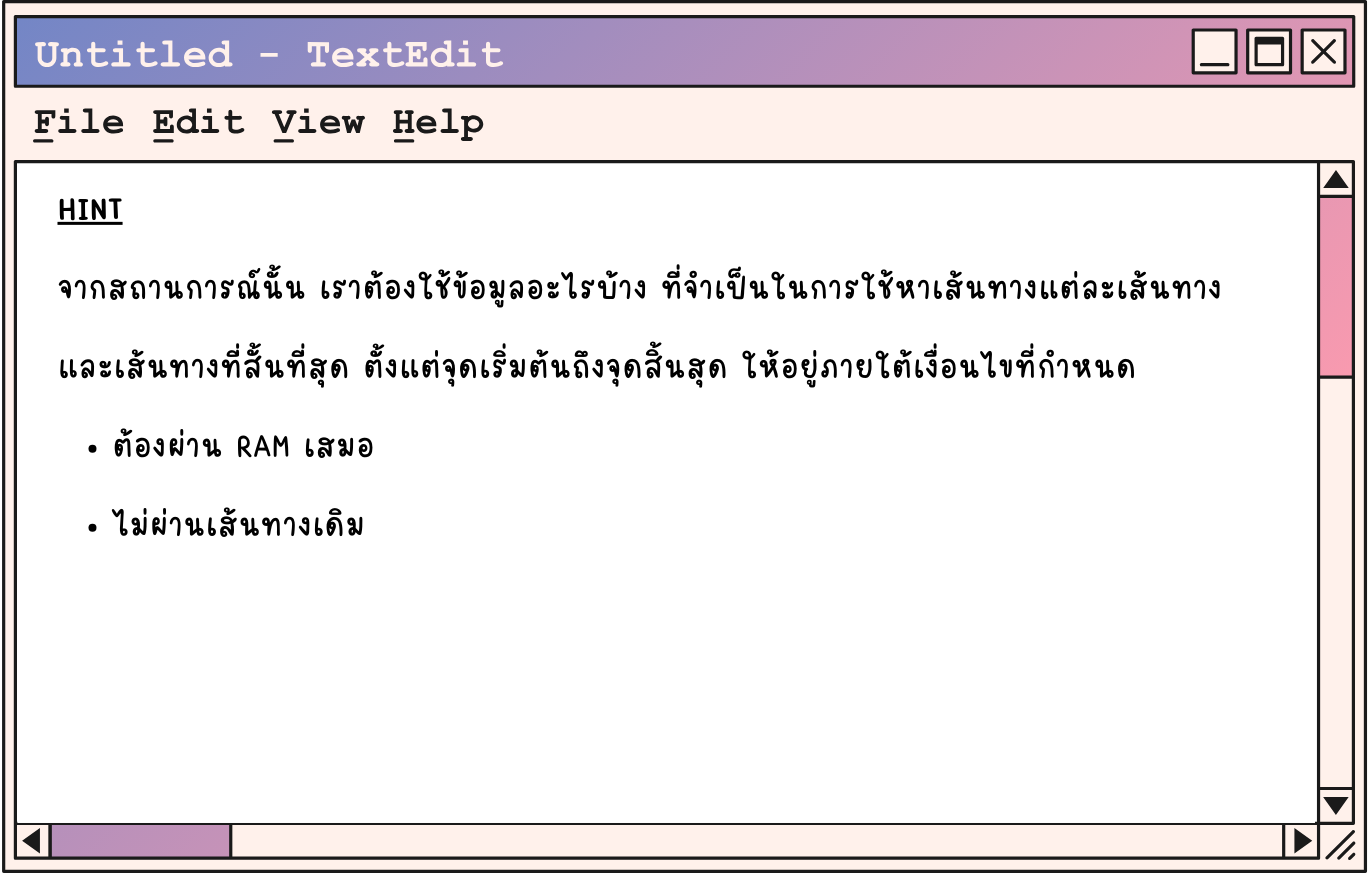 Untitled - TextEdit
File Edit View Help
HINT
จากสถานการณ์นั้น เราต้องใช้ข้อมูลอะไรบ้าง ที่จำเป็นในการใช้หาเส้นทางแต่ละเส้นทาง
และเส้นทางที่สั้นที่สุด ตั้งแต่จุดเริ่มต้นถึงจุดสิ้นสุด ให้อยู่ภายใต้เงื่อนไขที่กำหนด
• ต้องผ่าน RAM เสมอ
• ไม่ผ่านเส้นทางเดิม